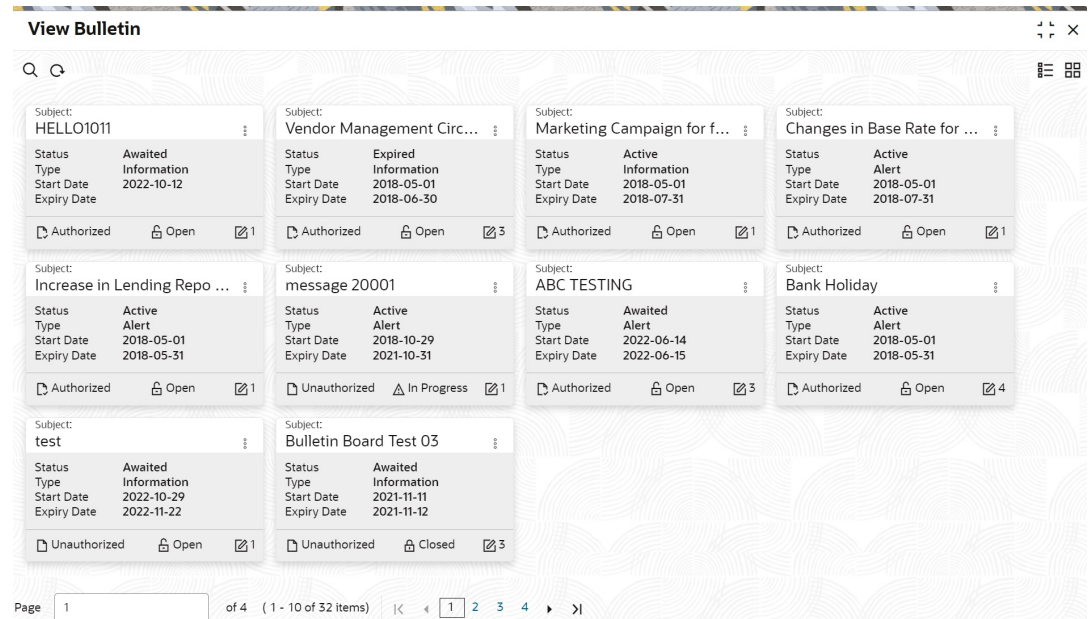 View Bulletin
Subject: Subject: Subject: Subject:
HELLO1011 Vendor Management Circ... Marketing Campaign for f... Changes in Base Rate for ...
Status Awaited Status Expired Status Active Status Active
Type Information Type Information Type Information Type Alert
Start Date 2022-10-12 Start Date 2018-05-01 Start Date 2018-05-01 Start Date 2018-05-01
Expiry Date Expiry Date 2018-06-30 Expiry Date 2018-07-31 Expiry Date 2018-07-31
Authorized Open 1 Authorized Open 3 Authorized Open 1 Authorized Open 1
Subject: Subject: Subject: Subject:
Increase in Lending Repo ... message 20001 ABC TESTING Bank Holiday
Status Active Status Active Status Awaited Status Active
Type Alert Type Alert Type Alert Type Alert
Start Date 2018-05-01 Start Date 2018-10-29 Start Date 2022-06-14 Start Date 2018-05-01
Expiry Date 2018-05-31 Expiry Date 2021-10-31 Expiry Date 2022-06-15 Expiry Date 2018-05-31
Authorized Open 1 Unauthorized In Progress 1 Authorized Open 3 Authorized Open 4
Subject: Subject:
test Bulletin Board Test 03
Status Awaited Status Awaited
Type Information Type Information
Start Date 2022-10-29 Start Date 2021-11-11
Expiry Date 2022-11-22 Expiry Date 2021-11-12
Unauthorized Open 1 Unauthorized Closed 3
Page 1 of 4 (1 - 10 of 32 items) 1 2 3 4